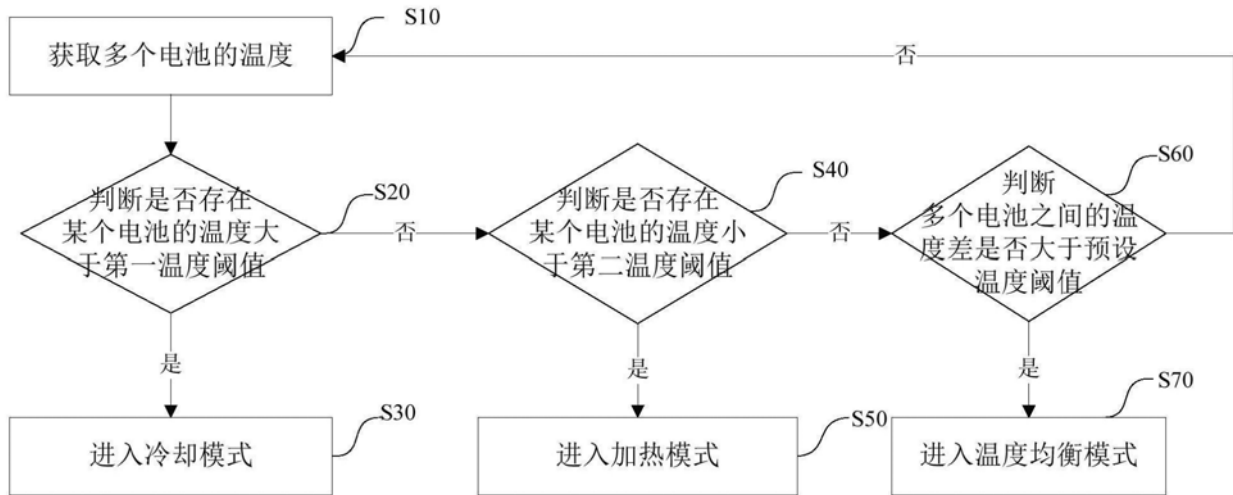 S10
获取多个电池的温度
否
S20
判断是否存在
某个电池的温度大
于第一温度阈值
否
S40
判断是否存在
某个电池的温度小
于第二温度阈值
否
S60
判断
多个电池之间的温
度差是否大于预设
温度阈值
是
是
是
S30
进入冷却模式
S50
进入加热模式
S70
进入温度均衡模式